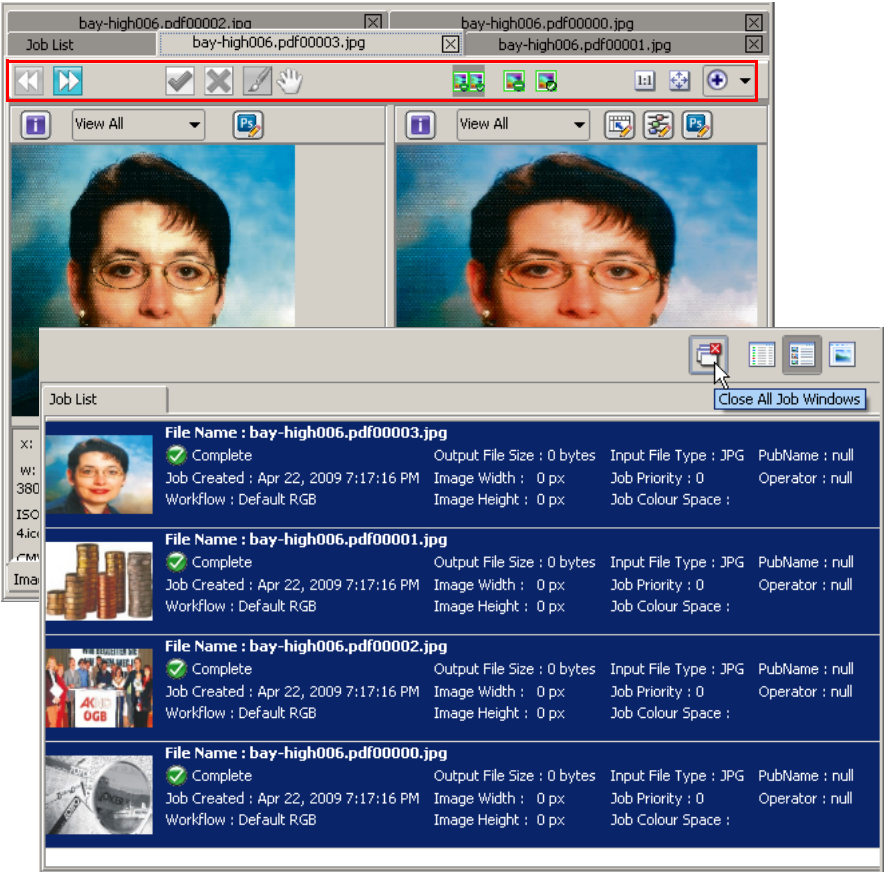 bay-high006.pdf00002.jpg bay-high006.pdf00000.jpg
Job List bay-high006.pdf00003.jpg bay-high006.pdf00001.jpg
1:1
i View All Ps i View All Ps
Close All Job Windows
Job List
File Name : bay-high006.pdf00003.jpg
Complete Output File Size : 0 bytes Input File Type : JPG PubName : null
Job Created : Apr 22, 2009 7:17:16 PM Image Width : 0 px Job Priority : 0 Operator : null
Workflow : Default RGB Image Height : 0 px Job Colour Space :
File Name : bay-high006.pdf00001.jpg
Complete Output File Size : 0 bytes Input File Type : JPG PubName : null
Job Created : Apr 22, 2009 7:17:16 PM Image Width : 0 px Job Priority : 0 Operator : null
Workflow : Default RGB Image Height : 0 px Job Colour Space :
File Name : bay-high006.pdf00002.jpg
Complete Output File Size : 0 bytes Input File Type : JPG PubName : null
Job Created : Apr 22, 2009 7:17:16 PM Image Width : 0 px Job Priority : 0 Operator : null
Workflow : Default RGB Image Height : 0 px Job Colour Space :
AK
ÖGB
File Name : bay-high006.pdf00000.jpg
Complete Output File Size : 0 bytes Input File Type : JPG PubName : null
Job Created : Apr 22, 2009 7:17:16 PM Image Width : 0 px Job Priority : 0 Operator : null
Workflow : Default RGB Image Height : 0 px Job Colour Space :
JOKER
x:
w:
380
ISO
4.icc
CMY
Imag